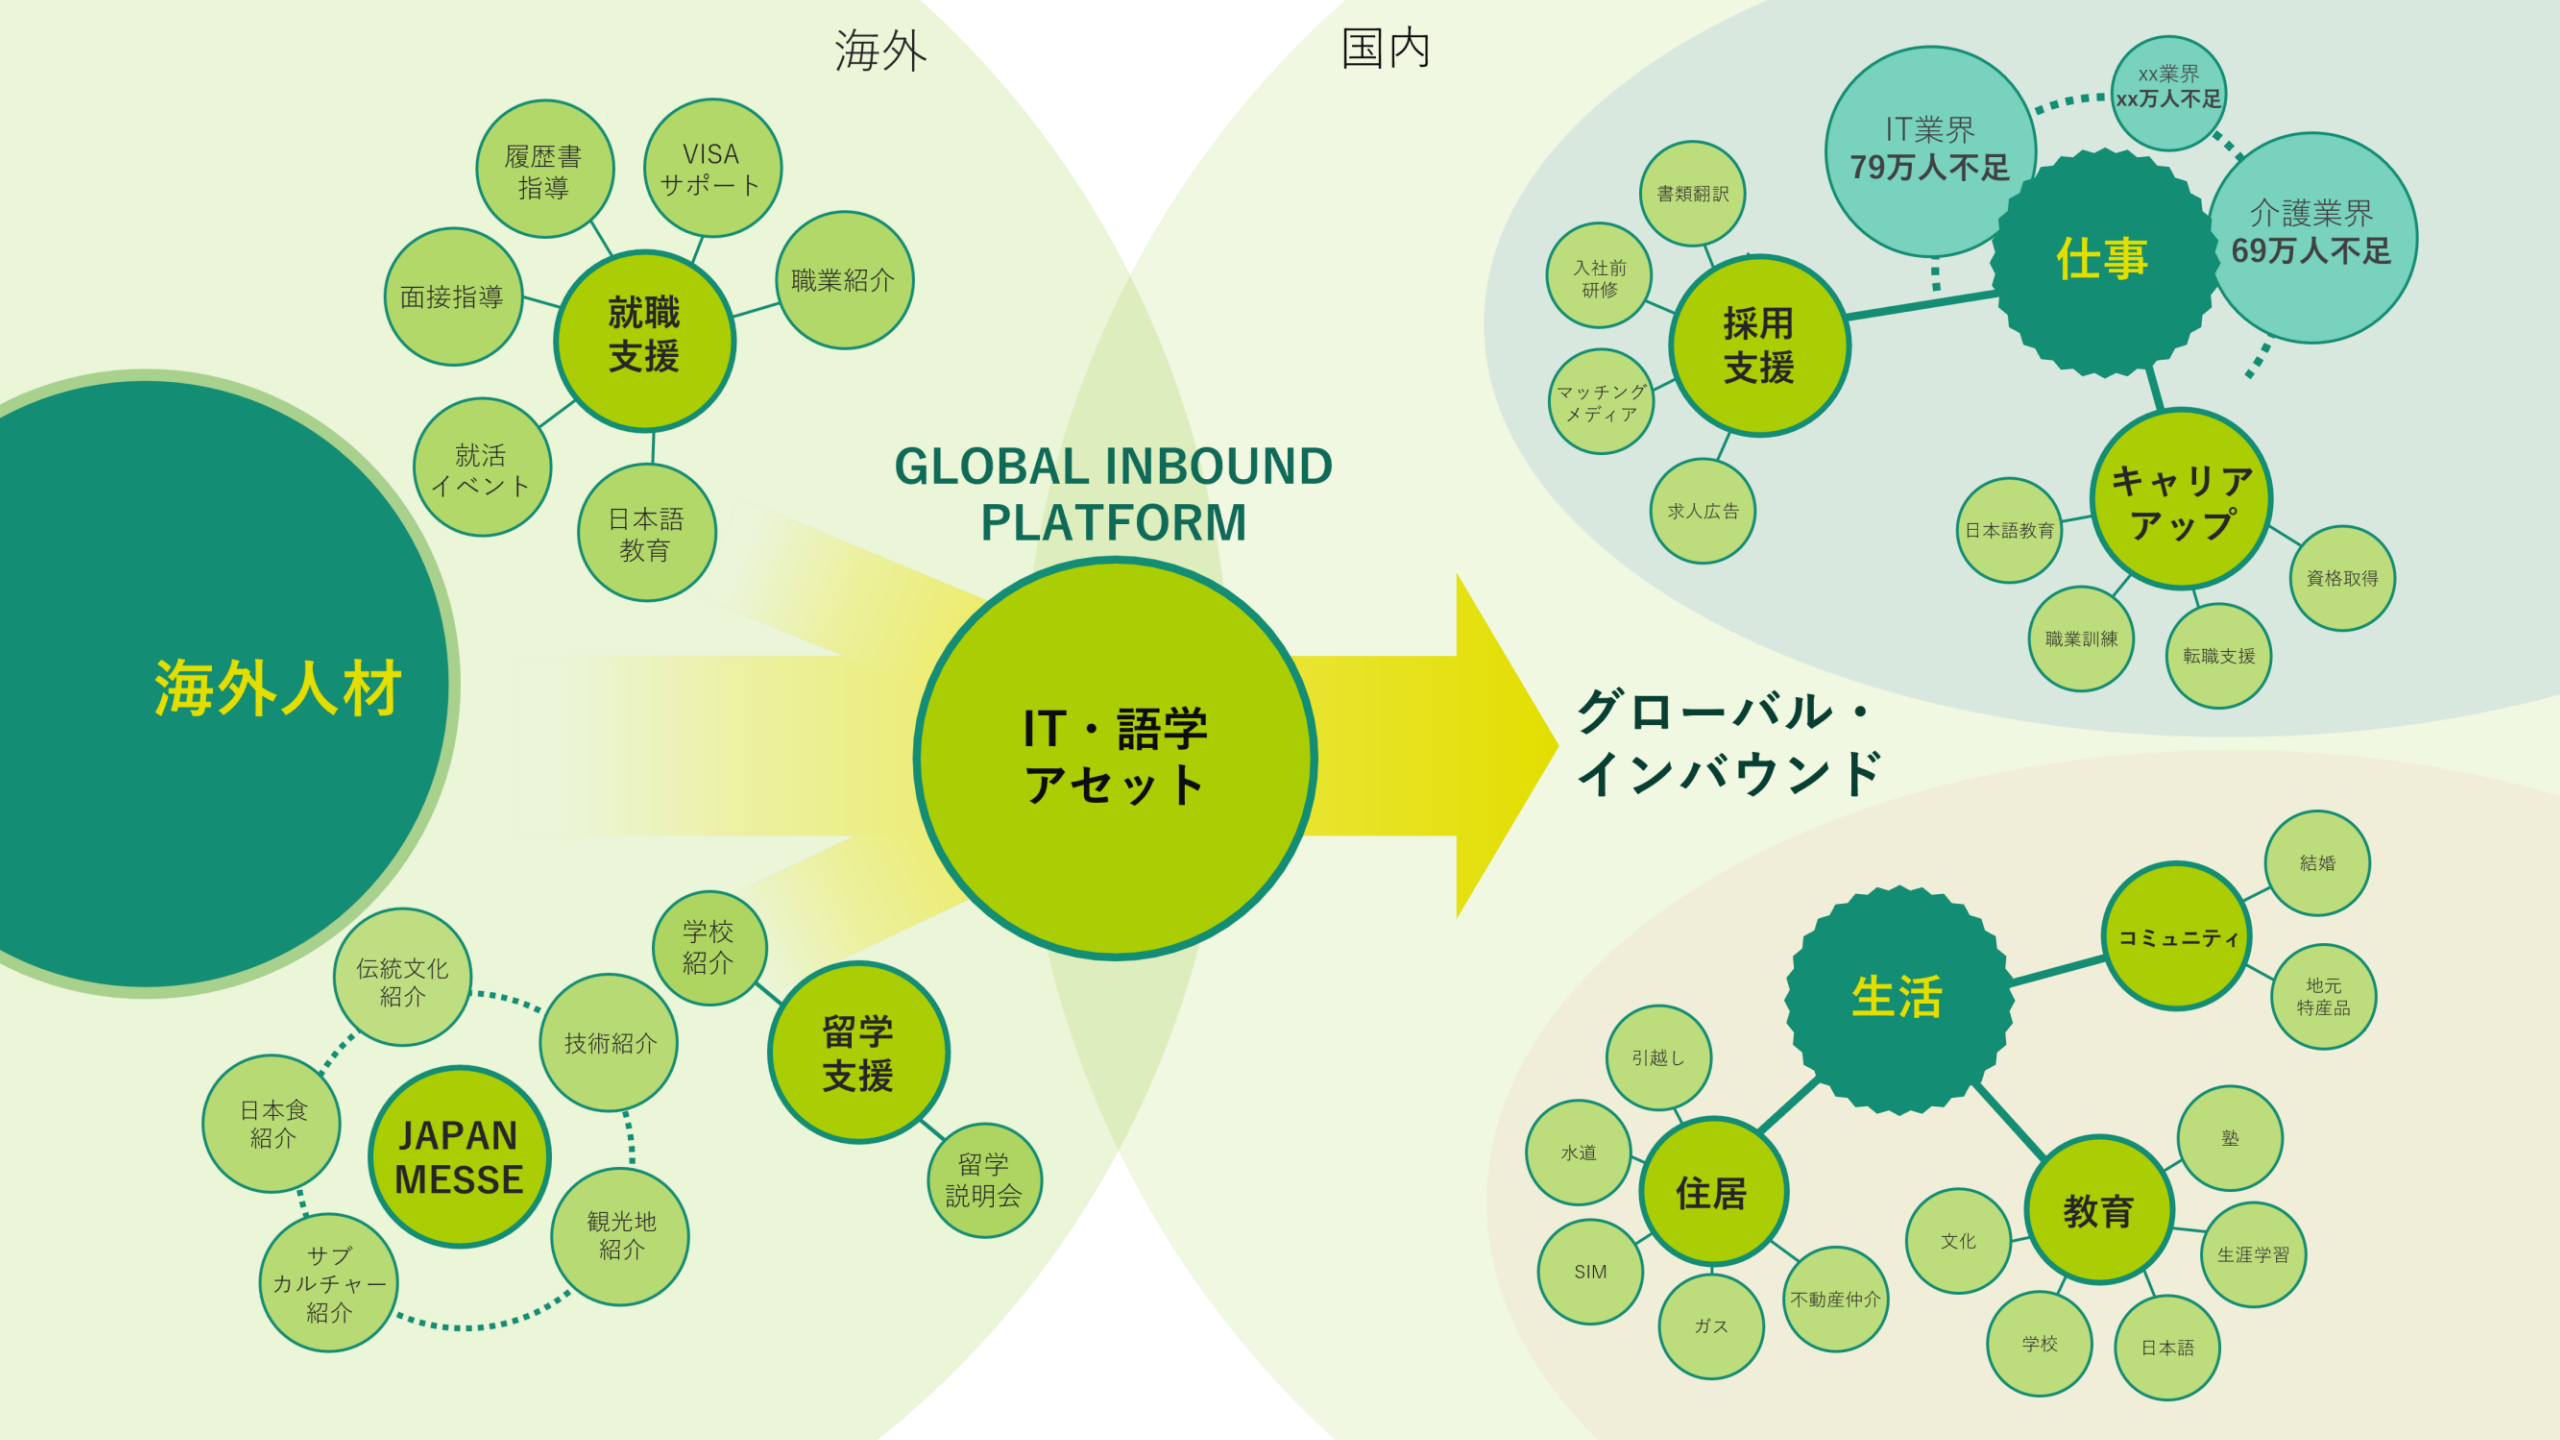 海外
国内
履歴書
指導
VISA
サポート
面接指導
職業紹介
就職
支援
就活
イベント
日本語
教育
海外人材
GLOBAL INBOUND
PLATFORM
IT・語学
アセット
グローバル・
インバウンド
伝統文化
紹介
技術紹介
日本食
紹介
JAPAN
MESSE
観光地
紹介
サブ
カルチャー
紹介
学校
紹介
留学
支援
留学
説明会
IT業界
79万人不足
xx業界
xx万人不足
介護業界
69万人不足
仕事
書類翻訳
入社前
研修
マッチング
メディア
求人広告
採用
支援
キャリア
アップ
日本語教育
職業訓練
転職支援
資格取得
生活
コミュニティ
結婚
地元
特産品
引越し
水道
SIM
ガス
不動産仲介
住居
教育
塾
生涯学習
日本語
学校
文化